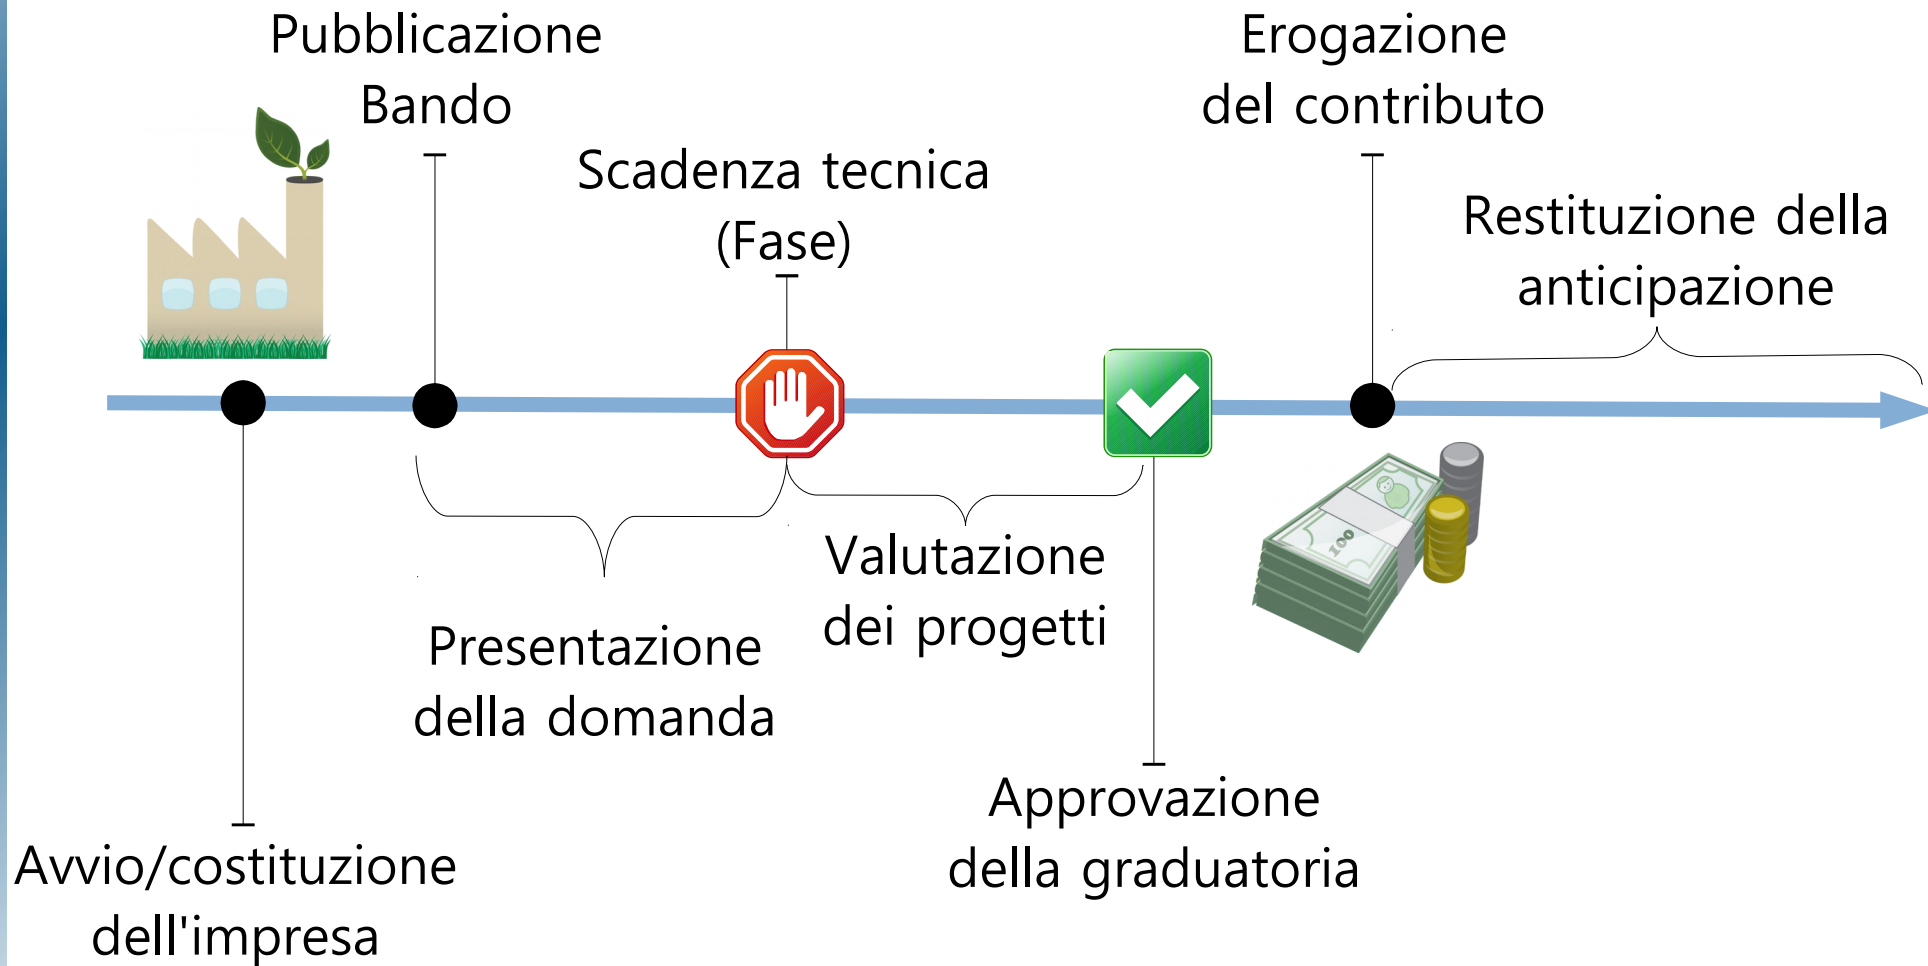 Pubblicazione
Bando
Erogazione
del contributo
Scadenza tecnica
(Fase)
Restituzione della
anticipazione
Valutazione
dei progetti
Presentazione
della domanda
Approvazione
della graduatoria
Avvio/costituzione
dell'impresa
100